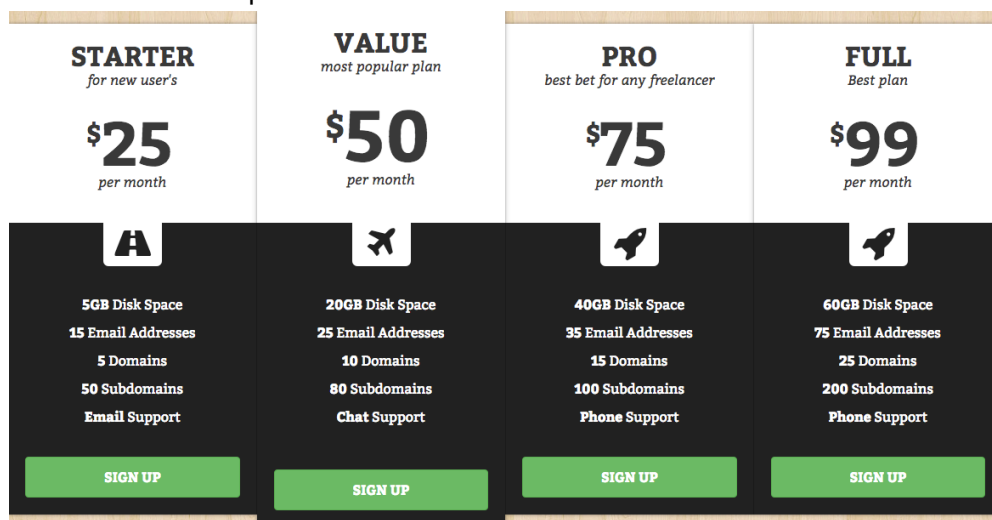 STARTER
for new user's
$25
per month
5GB Disk Space
15 Email Addresses
5 Domains
50 Subdomains
Email Support
SIGN UP
VALUE
most popular plan
$50
per month
20GB Disk Space
25 Email Addresses
10 Domains
80 Subdomains
Chat Support
SIGN UP
PRO
best bet for any freelancer
$75
per month
40GB Disk Space
35 Email Addresses
15 Domains
100 Subdomains
Phone Support
SIGN UP
FULL
Best plan
$99
per month
60GB Disk Space
75 Email Addresses
25 Domains
200 Subdomains
Phone Support
SIGN UP